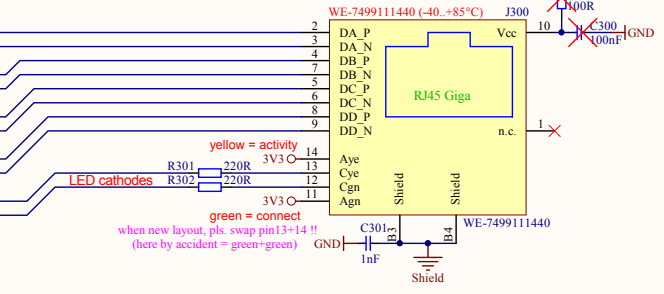 WE-7499111440 (-40..+85°C)
J300
100R
2 DA_P
3 DA_N
4 DB_P
7 DB_N
5 DC_P
6 DC_N
8 DD_P
9 DD_N
Vcc 10
C300
100nF
GND
RJ45 Giga
n.c. 1
yellow = activity
3V3 14 Aye
R301 220R 13 Cye
LED cathodes
R302 220R 12 Cgn
3V3 11 Agn
green = connect
Shield
Shield
WE-7499111440
when new layout, pls. swap pin13+14 !!
(here by accident = green+green)
C301
GND
1nF
B3
B4
Shield